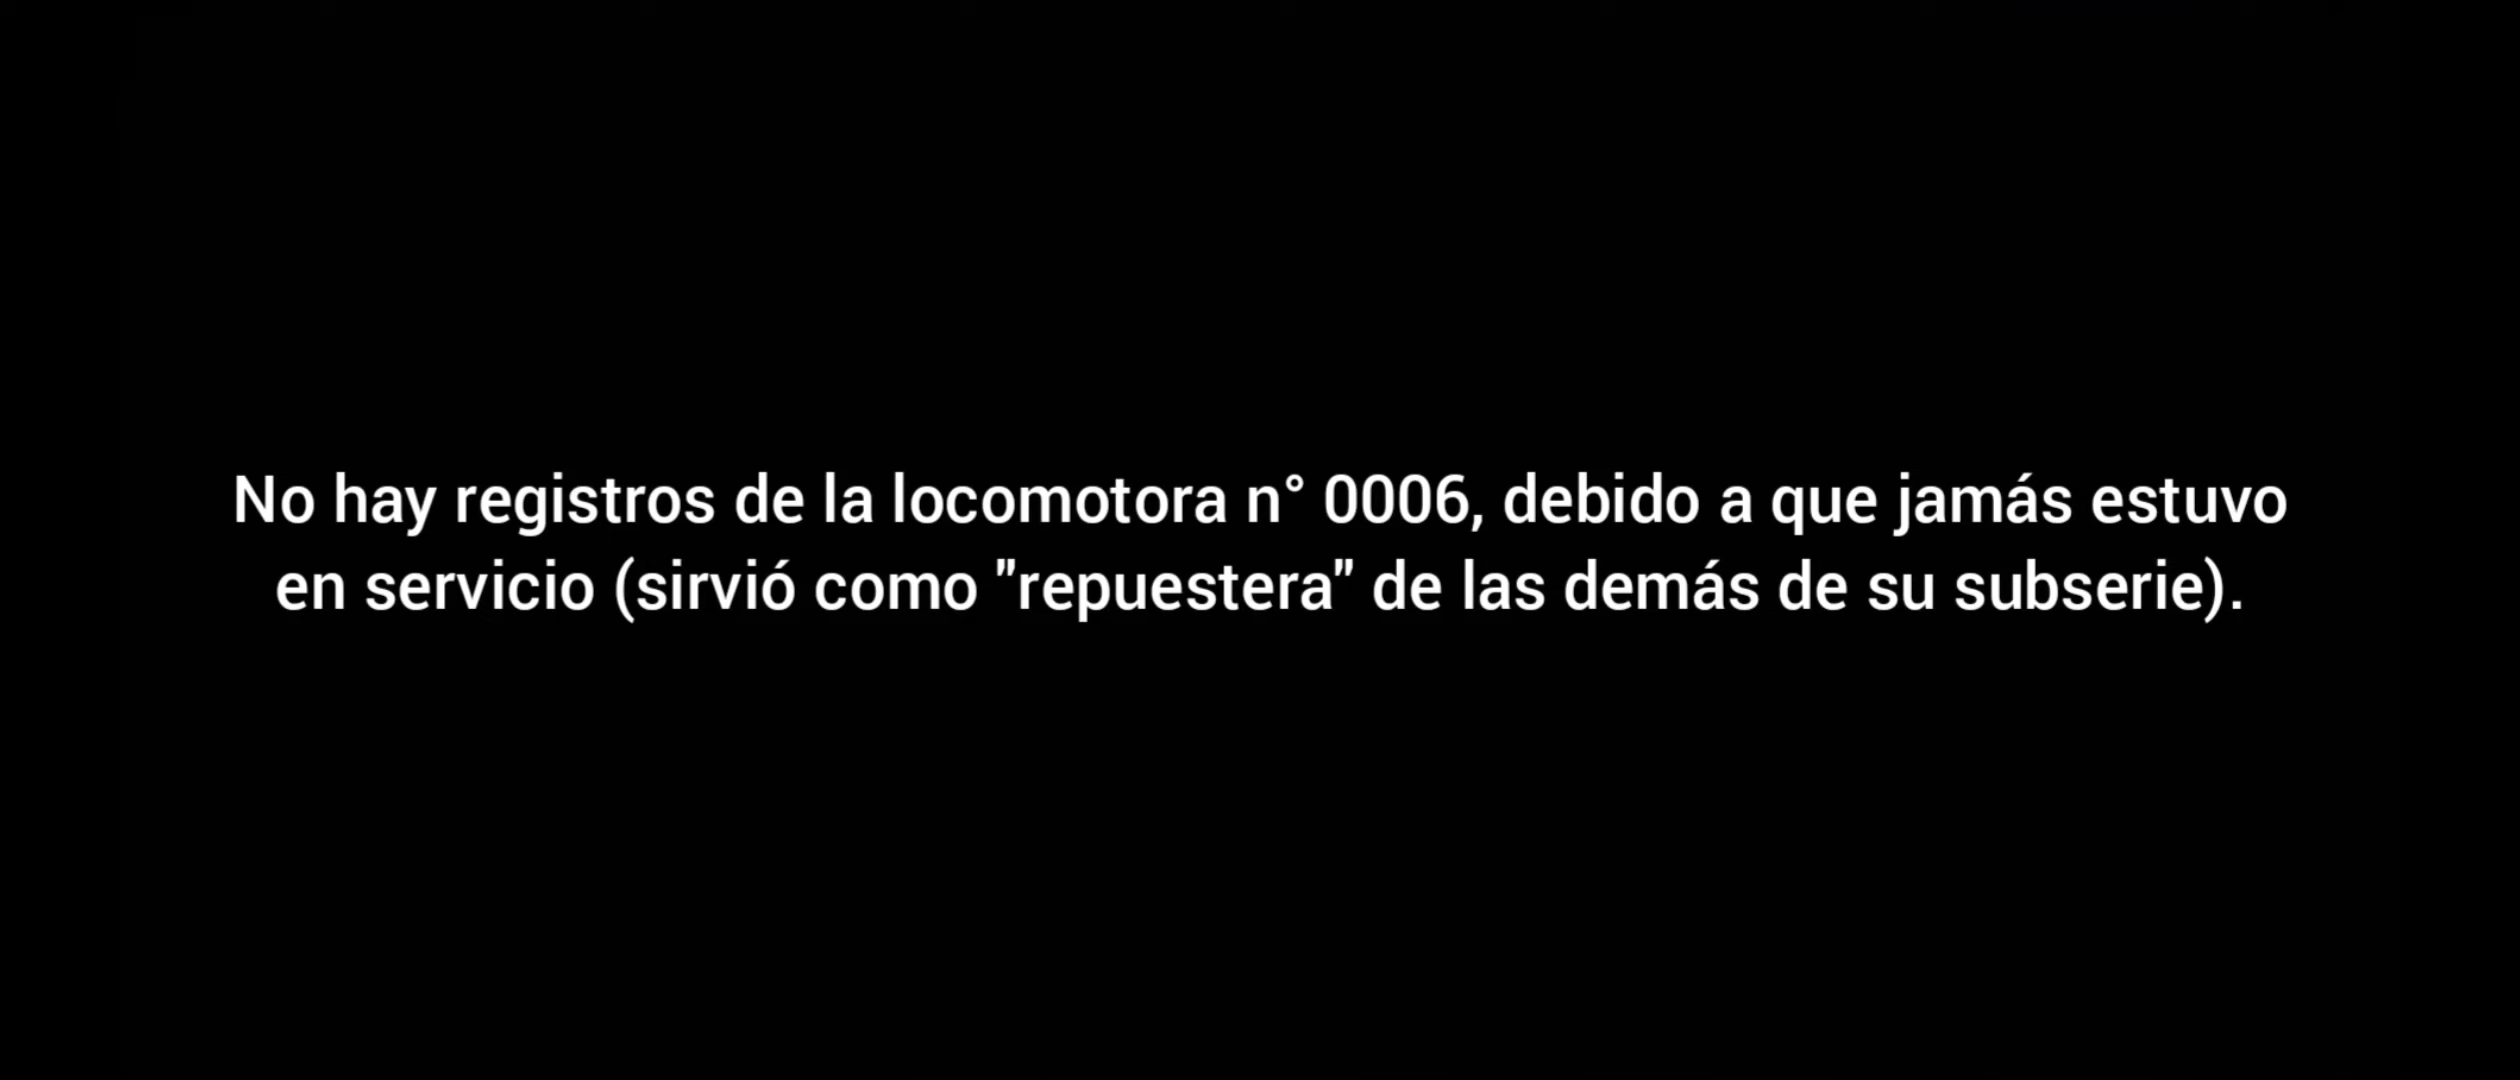 No hay registros de la locomotora n° 0006, debido a que jamás estuvo
en servicio (sirvió como "repuestera" de las demás de su subserie).